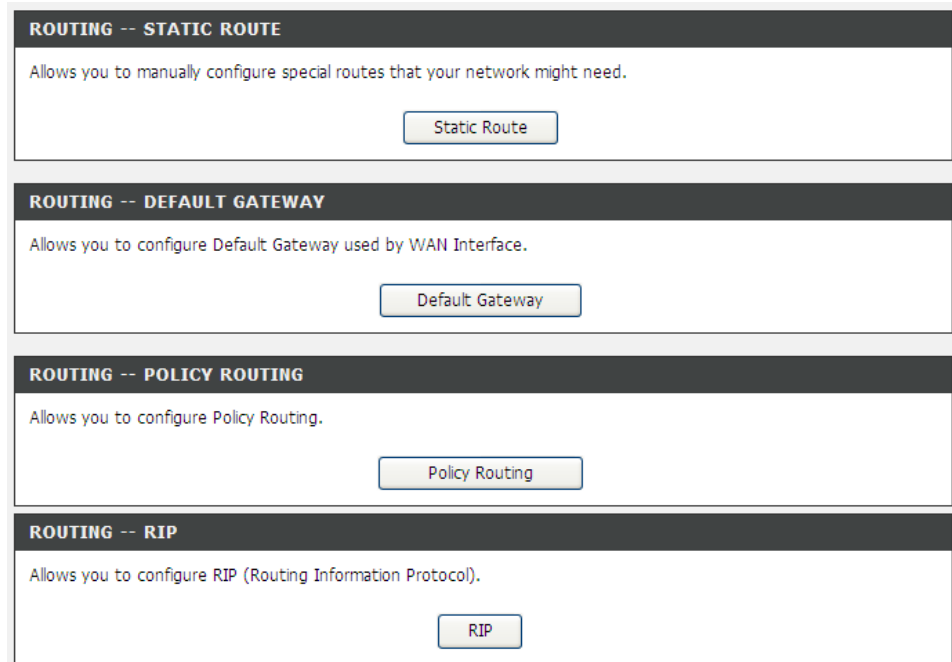 ROUTING -- STATIC ROUTE
Allows you to manually configure special routes that your network might need.
Static Route
ROUTING -- DEFAULT GATEWAY
Allows you to configure Default Gateway used by WAN Interface.
Default Gateway
ROUTING -- POLICY ROUTING
Allows you to configure Policy Routing.
Policy Routing
ROUTING -- RIP
Allows you to configure RIP (Routing Information Protocol).
RIP